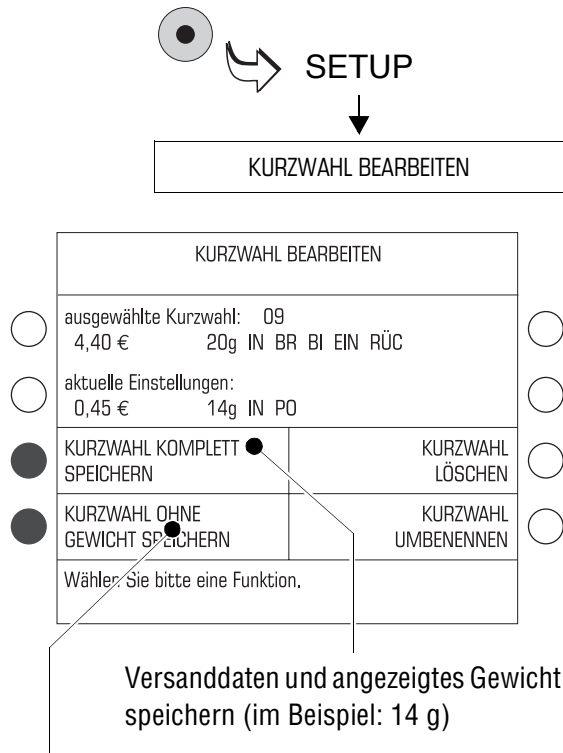 SETUP
KURZWAHL BEARBEITEN
KURZWAHL BEARBEITEN
ausgewählte Kurzwahl: 09
4,40 € 20g IN BR BI EIN RÜC
aktuelle Einstellungen:
0,45 € 14g IN PO
KURZWAHL KOMPLETT
SPEICHERN
KURZWAHL
LÖSCHEN
KURZWAHL OHNE
GEWICHT SPEICHERN
KURZWAHL
UMBENENNEN
Wählen Sie bitte eine Funktion.
Versanddaten und angezeigtes Gewicht
speichern (im Beispiel: 14 g)